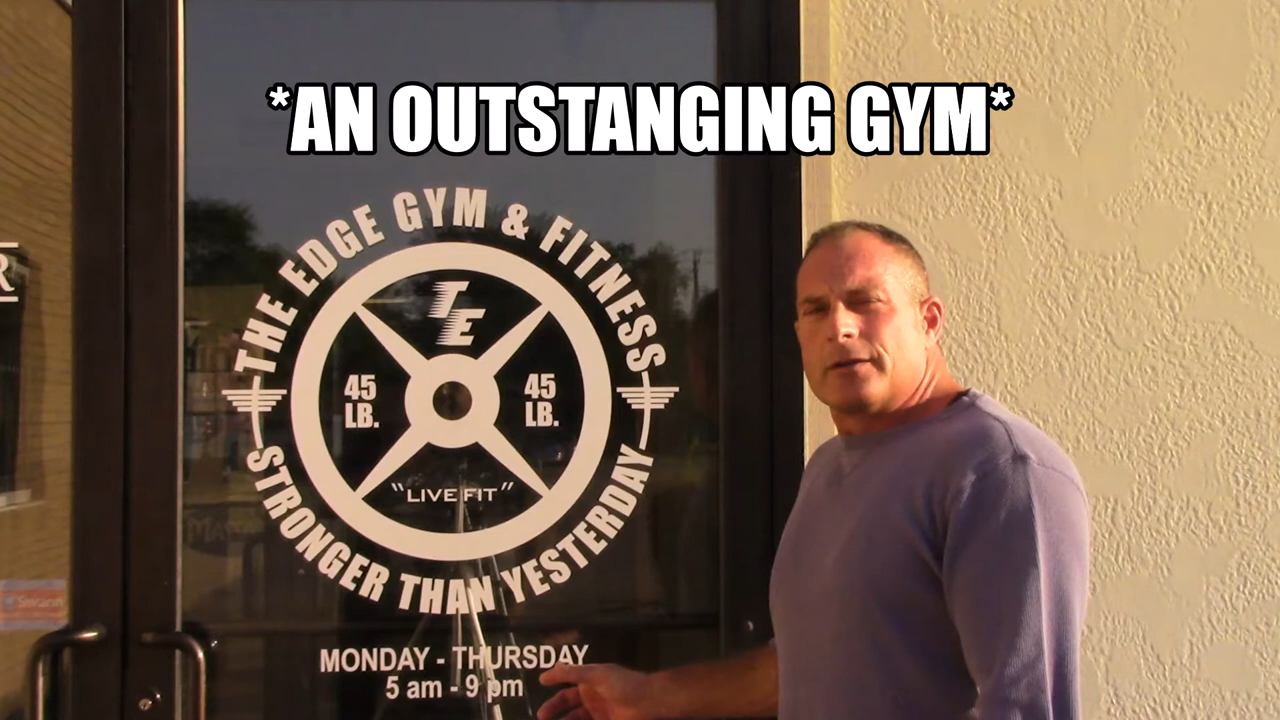 *AN OUTSTANGING GYM*
THE EDGE GYM & FITNESS
TE
45 LB.
45 LB.
"LIVE FIT"
STRONGER THAN YESTERDAY
MONDAY - THURSDAY
5 am - 9 pm
R